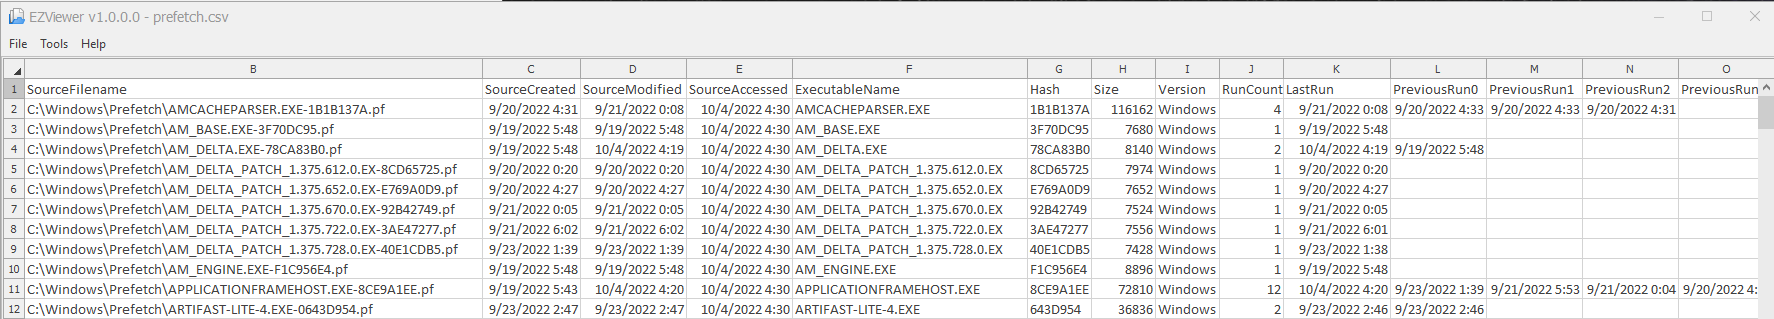 EZViewer v1.0.0.0 - prefetch.csv
File Tools Help
B C D E F G H I J K L M N O
1 SourceFilename SourceCreated SourceModified SourceAccessed ExecutableName Hash Size Version RunCount LastRun PreviousRun0 PreviousRun1 PreviousRun2 PreviousRun
2 C:\Windows\Prefetch\AMCACHEPARSER.EXE-1B1B137A.pf 9/20/2022 4:31 9/21/2022 0:08 10/4/2022 4:30 AMCACHEPARSER.EXE 1B1B137A 116162 Windows 4 9/21/2022 0:08 9/20/2022 4:33 9/20/2022 4:33 9/20/2022 4:31
3 C:\Windows\Prefetch\AM_BASE.EXE-3F70DC95.pf 9/19/2022 5:48 9/19/2022 5:48 10/4/2022 4:30 AM_BASE.EXE 3F70DC95 7680 Windows 1 9/19/2022 5:48
4 C:\Windows\Prefetch\AM_DELTA.EXE-78CA83B0.pf 9/19/2022 5:48 10/4/2022 4:19 10/4/2022 4:30 AM_DELTA.EXE 78CA83B0 8140 Windows 2 10/4/2022 4:19 9/19/2022 5:48
5 C:\Windows\Prefetch\AM_DELTA_PATCH_1.375.612.0.EX-8CD65725.pf 9/20/2022 0:20 9/20/2022 0:20 10/4/2022 4:30 AM_DELTA_PATCH_1.375.612.0.EX 8CD65725 7974 Windows 1 9/20/2022 0:20
6 C:\Windows\Prefetch\AM_DELTA_PATCH_1.375.652.0.EX-E769A0D9.pf 9/20/2022 4:27 9/20/2022 4:27 10/4/2022 4:30 AM_DELTA_PATCH_1.375.652.0.EX E769A0D9 7652 Windows 1 9/20/2022 4:27
7 C:\Windows\Prefetch\AM_DELTA_PATCH_1.375.670.0.EX-92B42749.pf 9/21/2022 0:05 9/21/2022 0:05 10/4/2022 4:30 AM_DELTA_PATCH_1.375.670.0.EX 92B42749 7524 Windows 1 9/21/2022 0:05
8 C:\Windows\Prefetch\AM_DELTA_PATCH_1.375.722.0.EX-3AE47277.pf 9/21/2022 6:02 9/21/2022 6:02 10/4/2022 4:30 AM_DELTA_PATCH_1.375.722.0.EX 3AE47277 7556 Windows 1 9/21/2022 6:01
9 C:\Windows\Prefetch\AM_DELTA_PATCH_1.375.728.0.EX-40E1CDB5.pf 9/23/2022 1:39 9/23/2022 1:39 10/4/2022 4:30 AM_DELTA_PATCH_1.375.728.0.EX 40E1CDB5 7428 Windows 1 9/23/2022 1:38
10 C:\Windows\Prefetch\AM_ENGINE.EXE-F1C956E4.pf 9/19/2022 5:48 9/19/2022 5:48 10/4/2022 4:30 AM_ENGINE.EXE F1C956E4 8896 Windows 1 9/19/2022 5:48
11 C:\Windows\Prefetch\APPLICATIONFRAMEHOST.EXE-8CE9A1EE.pf 9/19/2022 5:43 10/4/2022 4:20 10/4/2022 4:30 APPLICATIONFRAMEHOST.EXE 8CE9A1EE 72810 Windows 12 10/4/2022 4:20 9/23/2022 1:39 9/21/2022 5:53 9/21/2022 0:04 9/20/2022 4:
12 C:\Windows\Prefetch\ARTIFAST-LITE-4.EXE-0643D954.pf 9/23/2022 2:47 9/23/2022 2:47 10/4/2022 4:30 ARTIFAST-LITE-4.EXE 643D954 36836 Windows 2 9/23/2022 2:46 9/23/2022 2:46